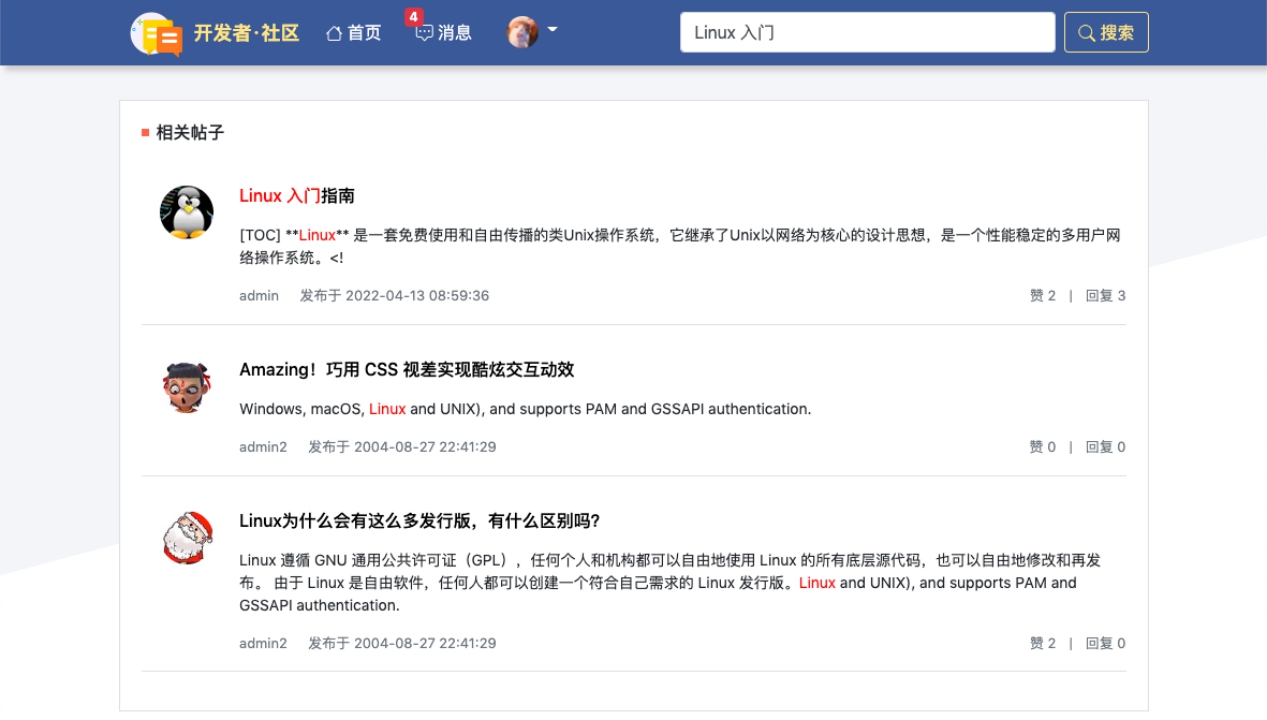 开发者·社区
首页
4
消息
Linux 入门
搜索
相关帖子
Linux 入门指南
[TOC] **Linux** 是一套免费使用和自由传播的类Unix操作系统，它继承了Unix以网络为核心的设计思想，是一个性能稳定的多用户网
络操作系统。<!
admin 发布于 2022-04-13 08:59:36 赞 2 | 回复 3
Amazing！巧用 CSS 视差实现酷炫交互动效
Windows, macOS, Linux and UNIX), and supports PAM and GSSAPI authentication.
admin2 发布于 2004-08-27 22:41:29 赞 0 | 回复 0
Linux为什么会有这么多发行版，有什么区别吗?
Linux 遵循 GNU 通用公共许可证（GPL），任何个人和机构都可以自由地使用 Linux 的所有底层源代码，也可以自由地修改和再发
布。 由于 Linux 是自由软件，任何人都可以创建一个符合自己需求的 Linux 发行版。Linux and UNIX), and supports PAM and
GSSAPI authentication.
admin2 发布于 2004-08-27 22:41:29 赞 2 | 回复 0